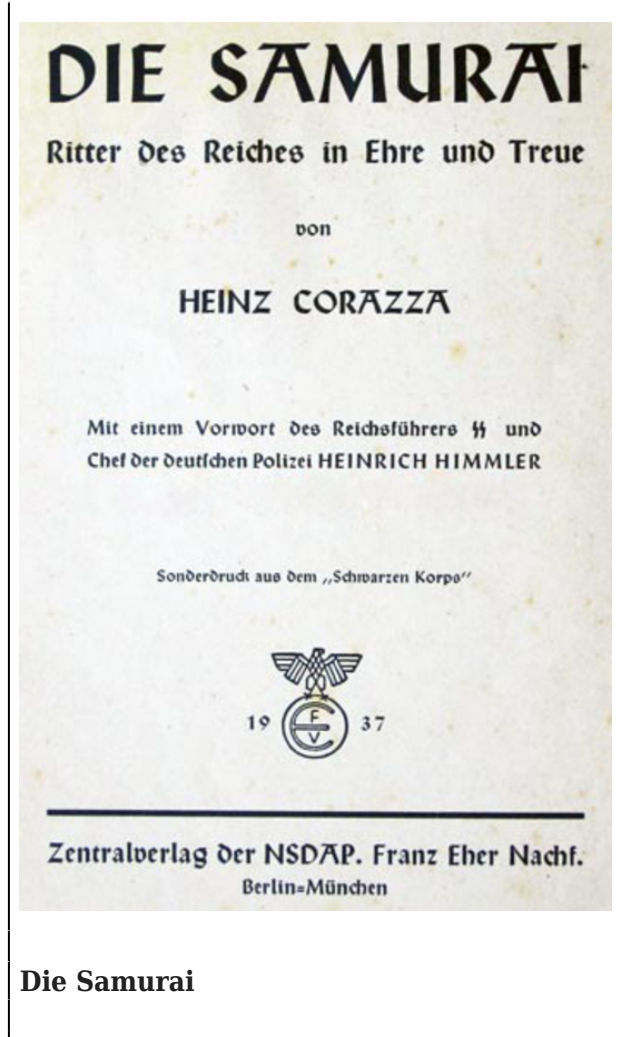 DIE SAMURAI
Ritter des Reiches in Ehre und Treue
von
HEINZ CORAZZA
Mit einem Vorwort des Reichsführers ᛋᛋ und
Chef der deutſchen Polizei HEINRICH HIMMLER
Sonderdruck aus dem „Schwarzen Korps“
19 37
F
E
V
Zentralverlag der NSDAP. Franz Eher Nachf.
Berlin=München
Die Samurai